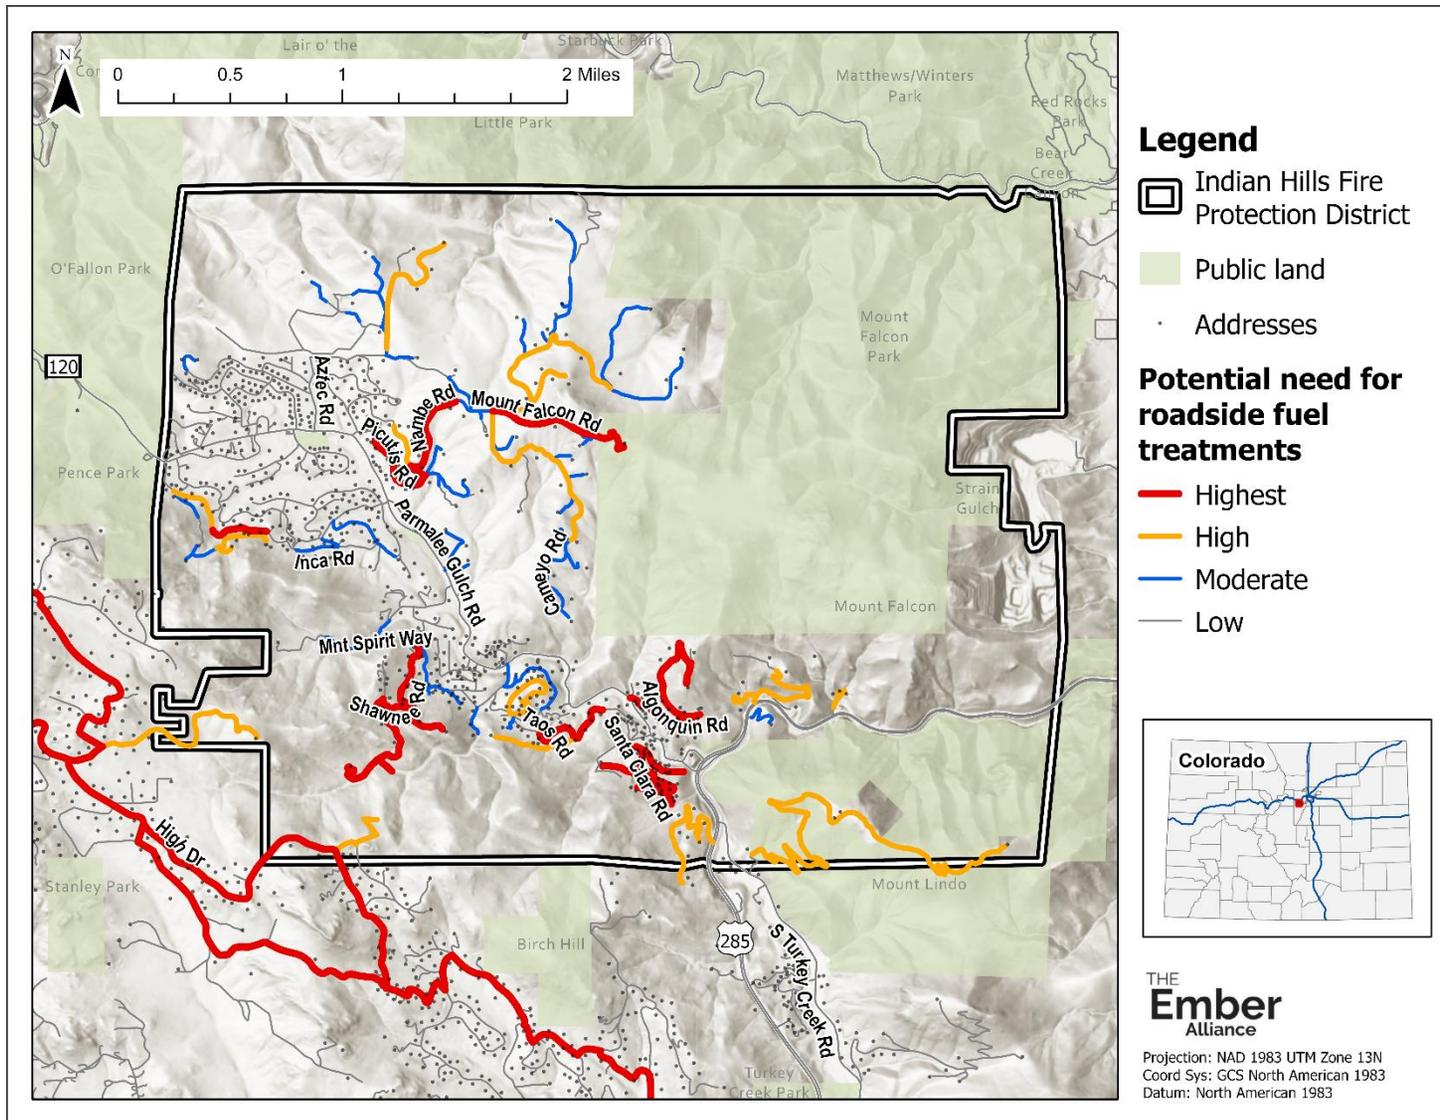 N
0 0.5 1 2 Miles
Lair o' the
Little Park
Starbuck Park
Matthews/Winters
Park
Red Rocks
Park
Bear
Creek
Canyon
O'Fallon Park
120
Pence Park
Mount
Falcon
Park
Strain
Gulch
Mount Falcon
Aztec Rd
Nambe Rd
Mount Falcon Rd
Picutis Rd
Parmalee Gulch Rd
Inca Rd
Cameyo Rd
Mnt Spirit Way
Shawnee Rd
Taos Rd
Algonquin Rd
Santa Clara Rd
High Dr
Stanley Park
Birch Hill
285
S Turkey Creek Rd
Mount Lindo
Turkey
Creek Park
Legend
Indian Hills Fire
Protection District
Public land
Addresses
Potential need for
roadside fuel
treatments
Highest
High
Moderate
Low
Colorado
THE
Ember
Alliance
Projection: NAD 1983 UTM Zone 13N
Coord Sys: GCS North American 1983
Datum: North American 1983